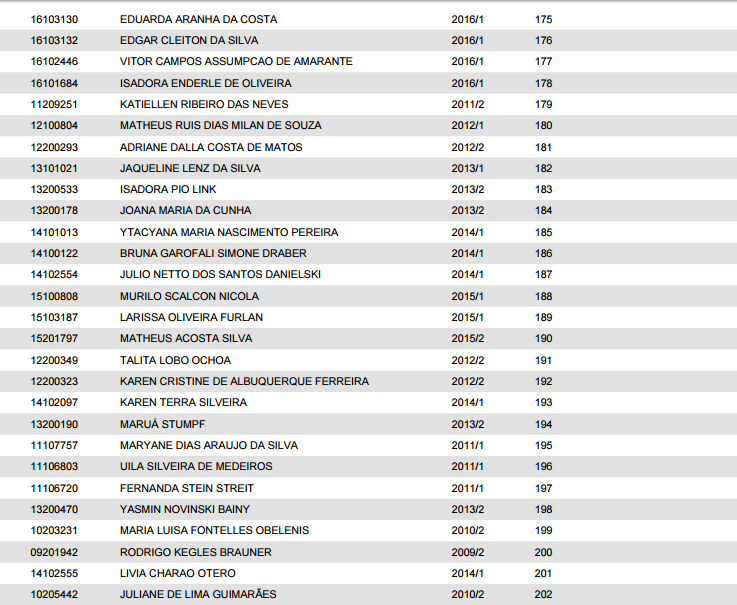 16103130 EDUARDA ARANHA DA COSTA 2016/1 175
16103132 EDGAR CLEITON DA SILVA 2016/1 176
16102446 VITOR CAMPOS ASSUMPCAO DE AMARANTE 2016/1 177
16101684 ISADORA ENDERLE DE OLIVEIRA 2016/1 178
11209251 KATIELLEN RIBEIRO DAS NEVES 2011/2 179
12100804 MATHEUS RUIS DIAS MILAN DE SOUZA 2012/1 180
12200293 ADRIANE DALLA COSTA DE MATOS 2012/2 181
13101021 JAQUELINE LENZ DA SILVA 2013/1 182
13200533 ISADORA PIO LINK 2013/2 183
13200178 JOANA MARIA DA CUNHA 2013/2 184
14101013 YTACYANA MARIA NASCIMENTO PEREIRA 2014/1 185
14100122 BRUNA GAROFALI SIMONE DRABER 2014/1 186
14102554 JULIO NETTO DOS SANTOS DANIELSKI 2014/1 187
15100808 MURILO SCALCON NICOLA 2015/1 188
15103187 LARISSA OLIVEIRA FURLAN 2015/1 189
15201797 MATHEUS ACOSTA SILVA 2015/2 190
12200349 TALITA LOBO OCHOA 2012/2 191
12200323 KAREN CRISTINE DE ALBUQUERQUE FERREIRA 2012/2 192
14102097 KAREN TERRA SILVEIRA 2014/1 193
13200190 MARUÁ STUMPF 2013/2 194
11107757 MARYANE DIAS ARAUJO DA SILVA 2011/1 195
11106803 UILA SILVEIRA DE MEDEIROS 2011/1 196
11106720 FERNANDA STEIN STREIT 2011/1 197
13200470 YASMIN NOVINSKI BAINY 2013/2 198
10203231 MARIA LUISA FONTELLES OBELENIS 2010/2 199
09201942 RODRIGO KEGLES BRAUNER 2009/2 200
14102555 LIVIA CHARAO OTERO 2014/1 201
10205442 JULIANE DE LIMA GUIMARÃES 2010/2 202